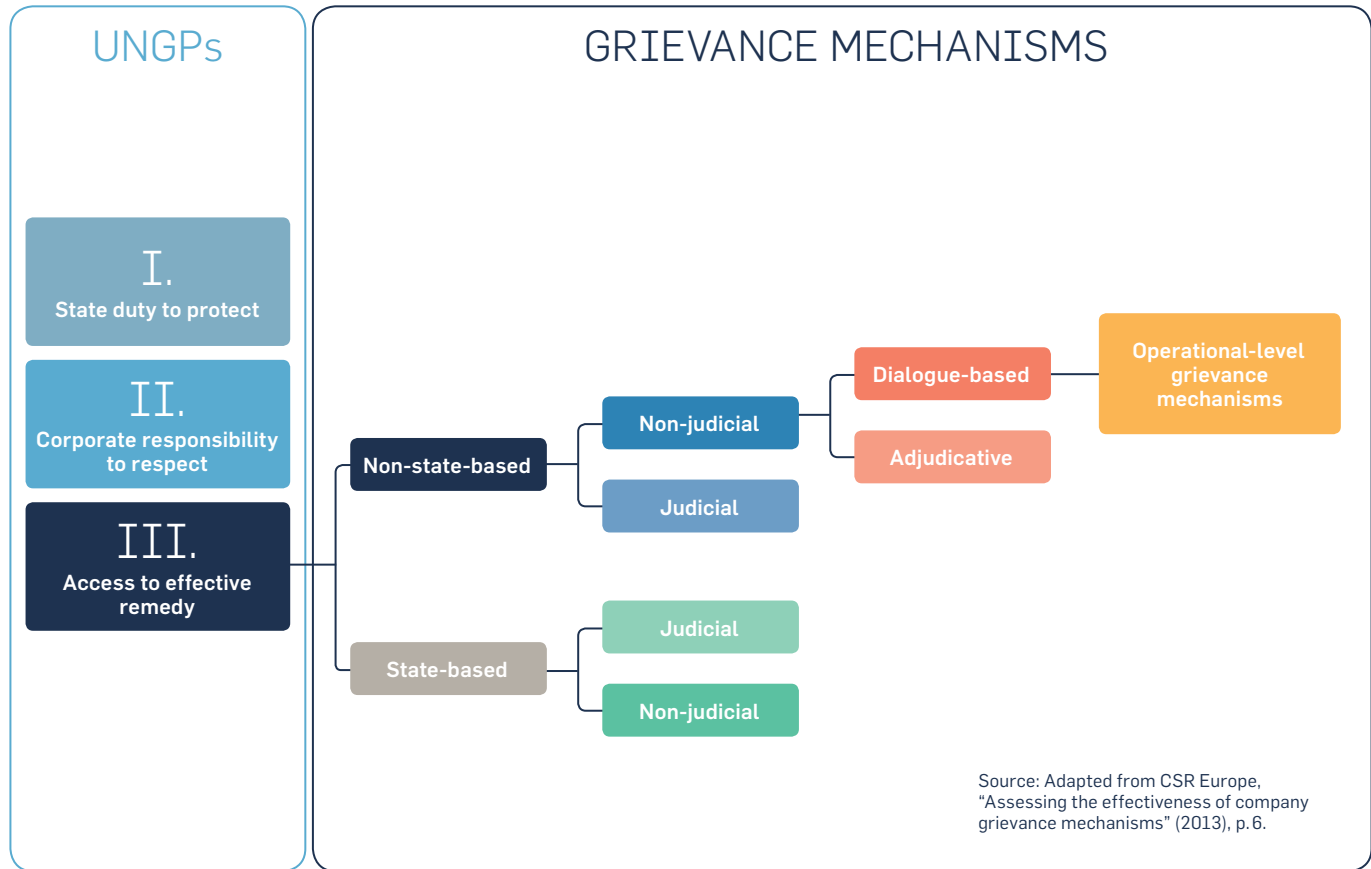 UNGPs
GRIEVANCE MECHANISMS
I.
State duty to protect
II.
Corporate responsibility
to respect
III.
Access to effective
remedy
Non-state-based
State-based
Non-judicial
Judicial
Judicial
Non-judicial
Dialogue-based
Adjudicative
Operational-level
grievance
mechanisms
Source: Adapted from CSR Europe,
“Assessing the effectiveness of company
grievance mechanisms” (2013), p. 6.